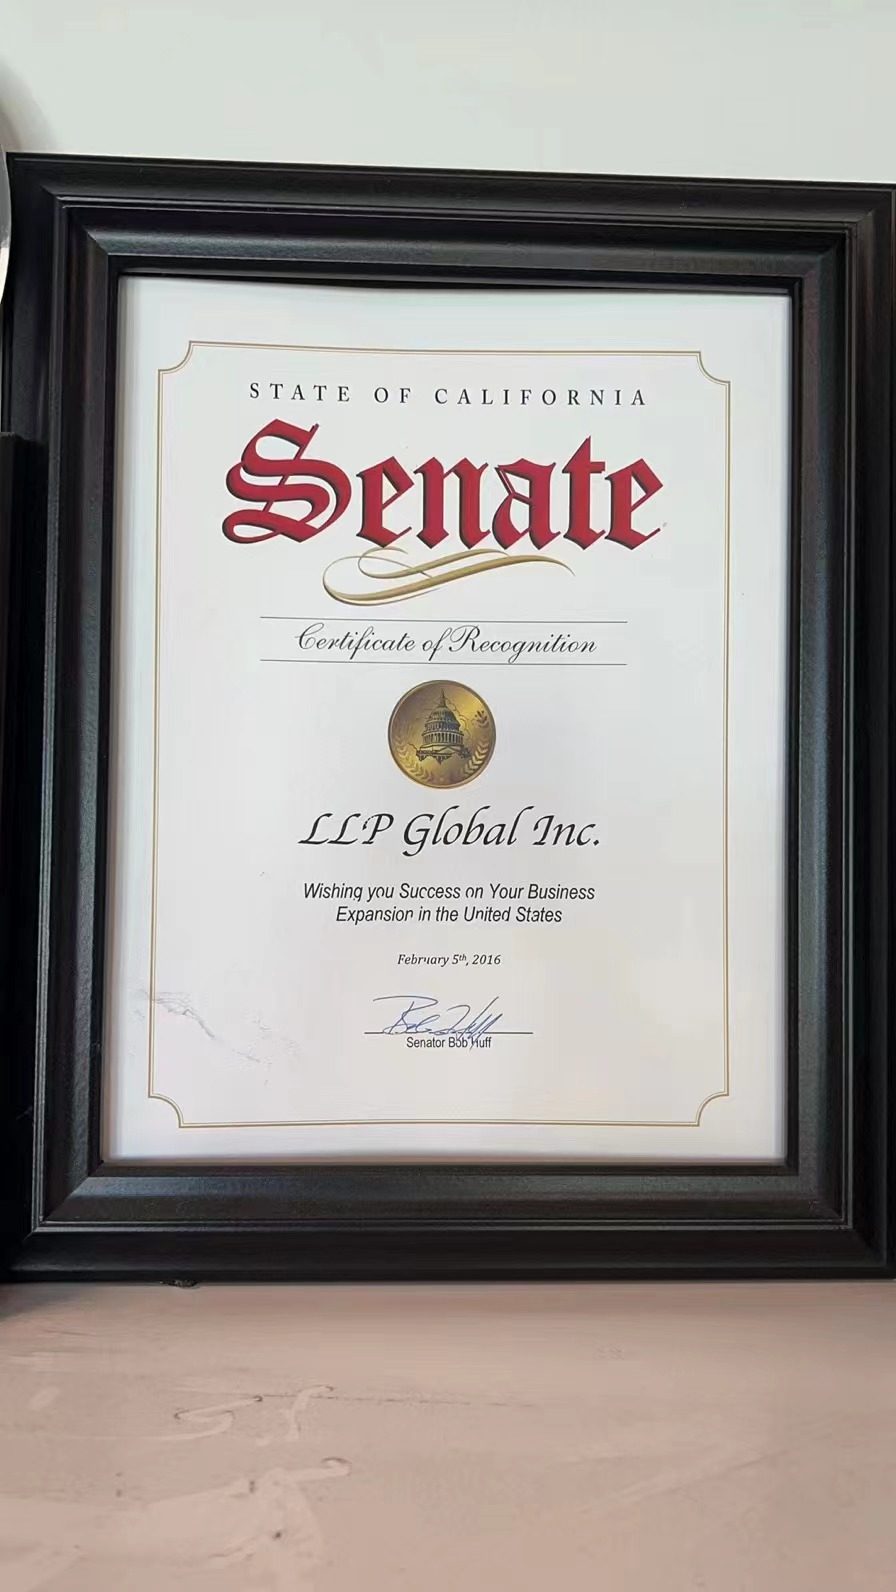 STATE OF CALIFORNIA
Senate
Certificate of Recognition
LLP Global Inc.
Wishing you Success on Your Business
Expansion in the United States
February 5th, 2016
Senator Bob Huff